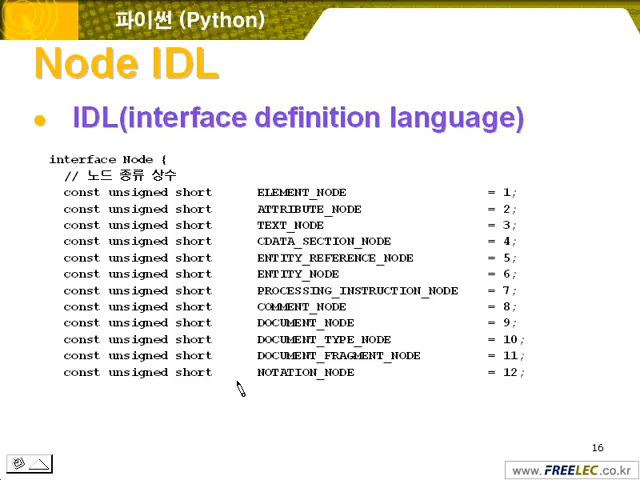 파이썬 (Python)
Node IDL
● IDL(interface definition language)
interface Node {
// 노드 종류 상수
const unsigned short ELEMENT_NODE = 1;
const unsigned short ATTRIBUTE_NODE = 2;
const unsigned short TEXT_NODE = 3;
const unsigned short CDATA_SECTION_NODE = 4;
const unsigned short ENTITY_REFERENCE_NODE = 5;
const unsigned short ENTITY_NODE = 6;
const unsigned short PROCESSING_INSTRUCTION_NODE = 7;
const unsigned short COMMENT_NODE = 8;
const unsigned short DOCUMENT_NODE = 9;
const unsigned short DOCUMENT_TYPE_NODE = 10;
const unsigned short DOCUMENT_FRAGMENT_NODE = 11;
const unsigned short NOTATION_NODE = 12;
16
www.FREELEC.co.kr